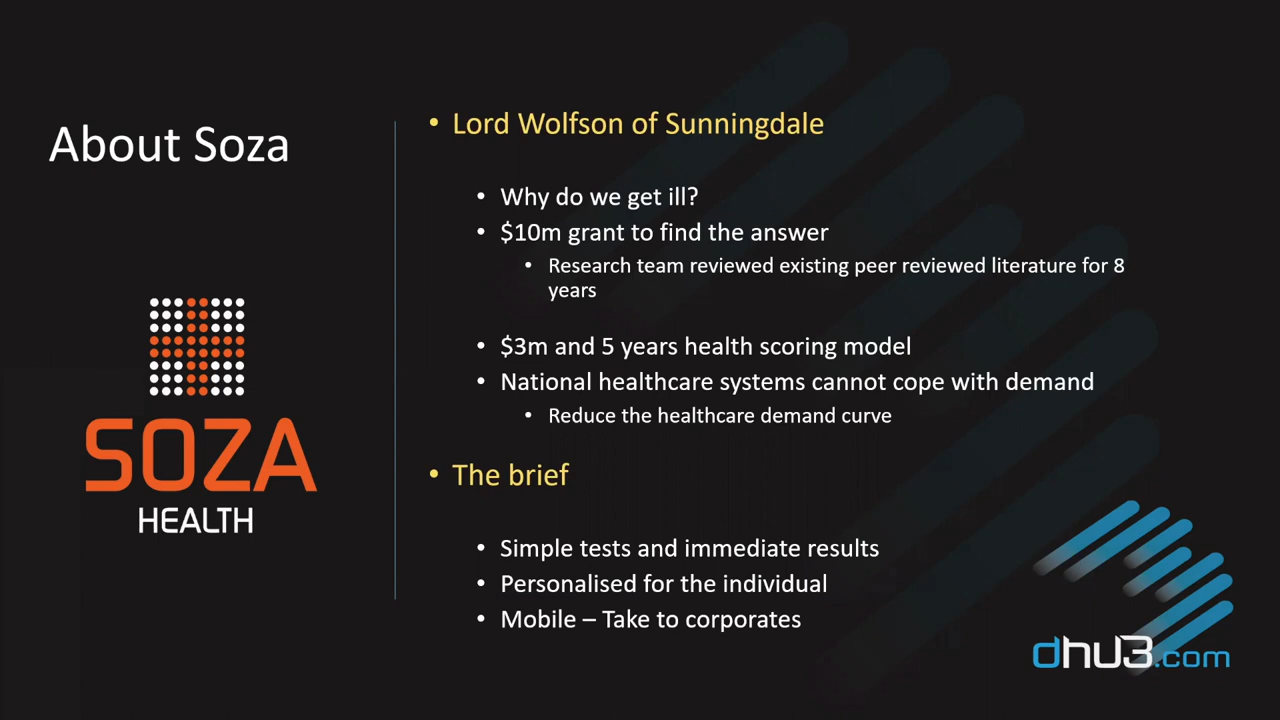 About Soza
SOZA
HEALTH
• Lord Wolfson of Sunningdale
• Why do we get ill?
• $10m grant to find the answer
• Research team reviewed existing peer reviewed literature for 8
years
• $3m and 5 years health scoring model
• National healthcare systems cannot cope with demand
• Reduce the healthcare demand curve
• The brief
• Simple tests and immediate results
• Personalised for the individual
• Mobile – Take to corporates
dhu3.com